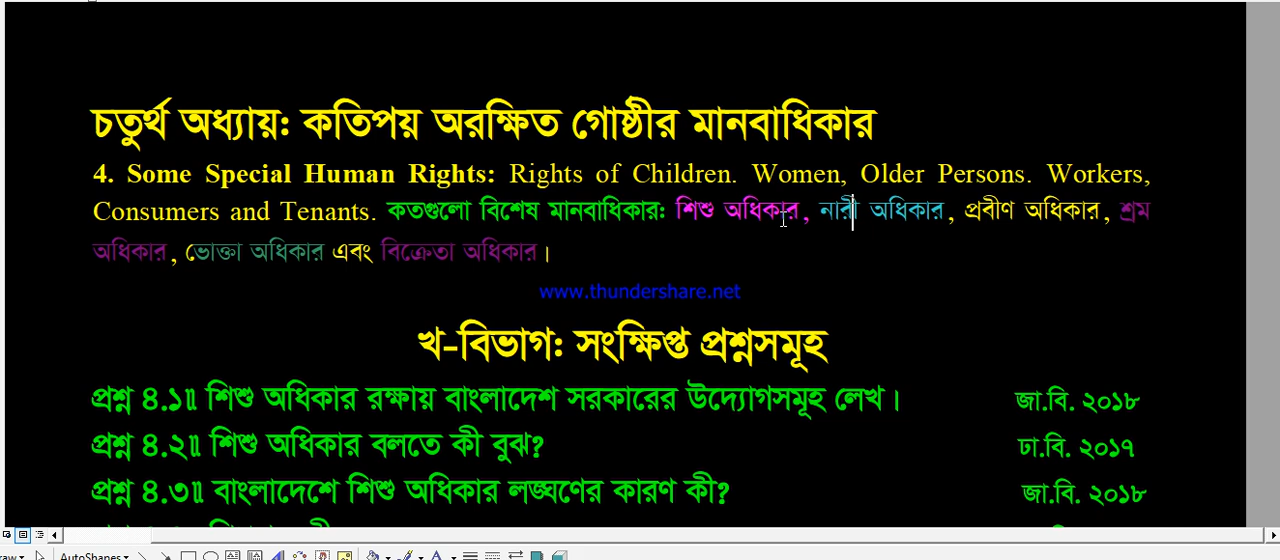 চতুর্থ অধ্যায়: কতিপয় অরক্ষিত গোষ্ঠীর মানবাধিকার
4. Some Special Human Rights: Rights of Children. Women, Older Persons. Workers,
Consumers and Tenants. কতগুলো বিশেষ মানবাধিকার: শিশু অধিকার, নারী অধিকার, প্রবীণ অধিকার, শ্রম
অধিকার, ভোক্তা অধিকার এবং বিক্রেতা অধিকার।
www.thundershare.net
খ-বিভাগ: সংক্ষিপ্ত প্রশ্নসমূহ
প্রশ্ন ৪.১॥ শিশু অধিকার রক্ষায় বাংলাদেশ সরকারের উদ্যোগসমূহ লেখ। জা.বি. ২০১৮
প্রশ্ন ৪.২॥ শিশু অধিকার বলতে কী বুঝ? ঢা.বি. ২০১৭
প্রশ্ন ৪.৩॥ বাংলাদেশে শিশু অধিকার লঙ্ঘণের কারণ কী? জা.বি. ২০১৮
AutoShapes